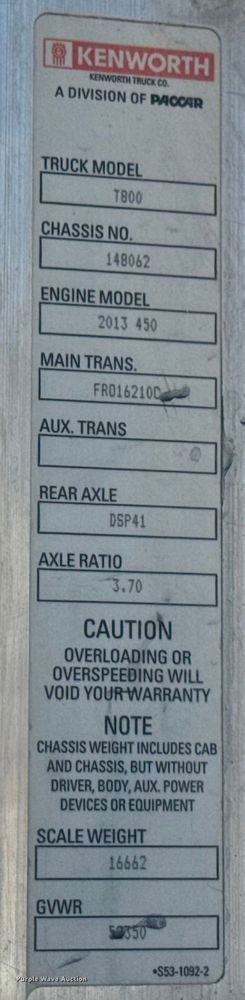 KENWORTH
KENWORTH TRUCK CO.
A DIVISION OF PACCAR
TRUCK MODEL
T800
CHASSIS NO.
148062
ENGINE MODEL
2013 450
MAIN TRANS.
FRO16210C
AUX. TRANS
REAR AXLE
DSP41
AXLE RATIO
3.70
CAUTION
OVERLOADING OR
OVERSPEEDING WILL
VOID YOUR WARRANTY
NOTE
CHASSIS WEIGHT INCLUDES CAB
AND CHASSIS, BUT WITHOUT
DRIVER, BODY, AUX. POWER
DEVICES OR EQUIPMENT
SCALE WEIGHT
16662
GVWR
•S53-1092-2
Purple Wave Auction